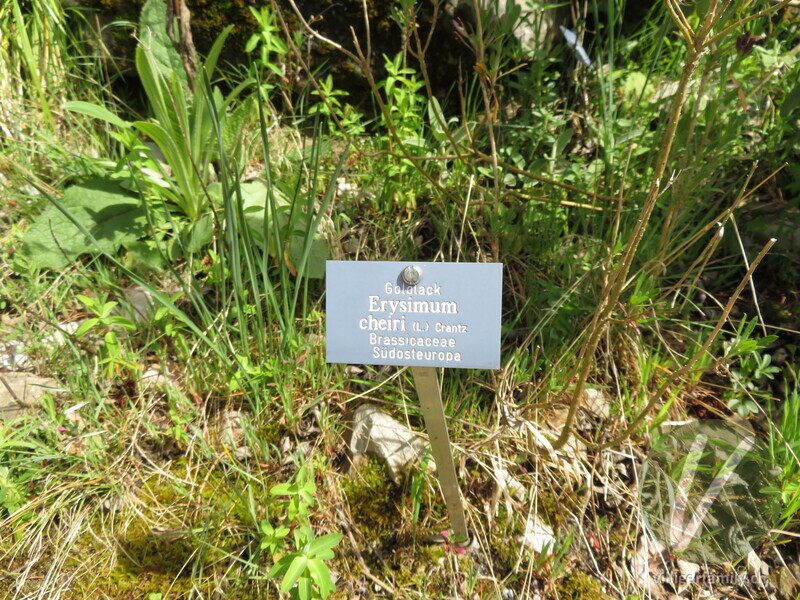 Goldlack
Erysimum
cheiri (L.) Crantz
Brassicaceae
Südosteuropa